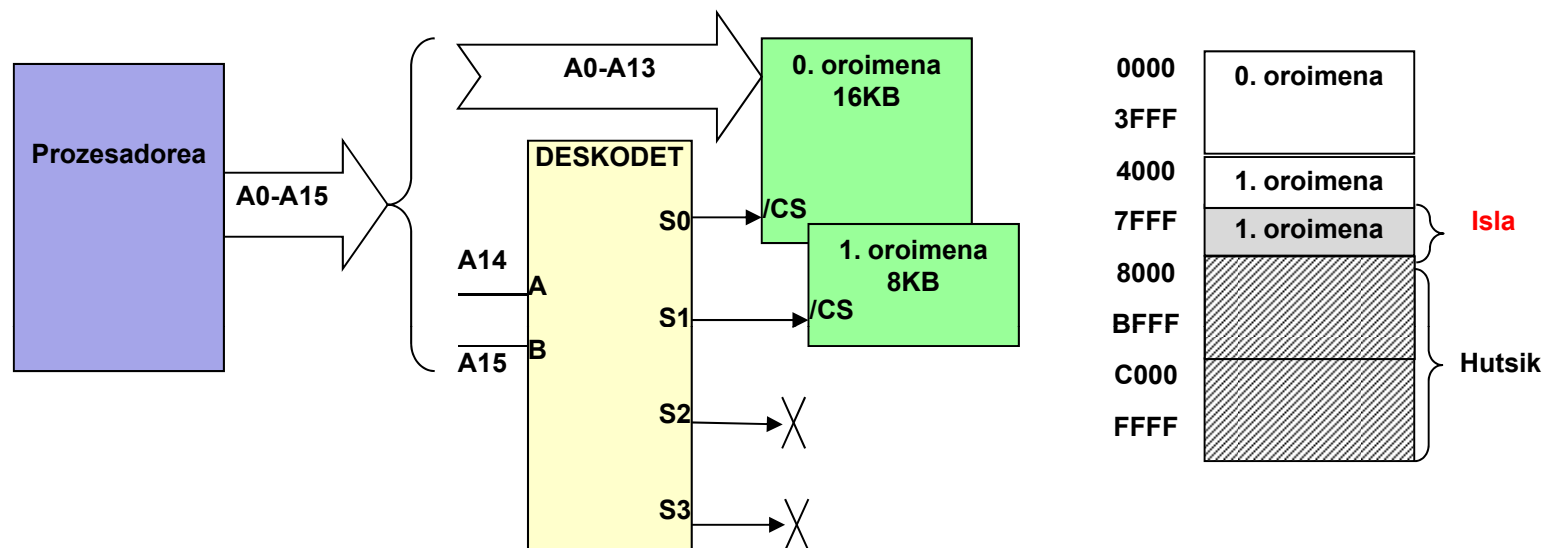 Prozesadorea
A0-A15
A0-A13
0. oroimena
16KB
/CS
DESKODET
A14
A
A15
B
S0
S1
S2
S3
1. oroimena
8KB
/CS
0000
3FFF
4000
7FFF
8000
BFFF
C000
FFFF
0. oroimena
1. oroimena
1. oroimena
Isla
Hutsik